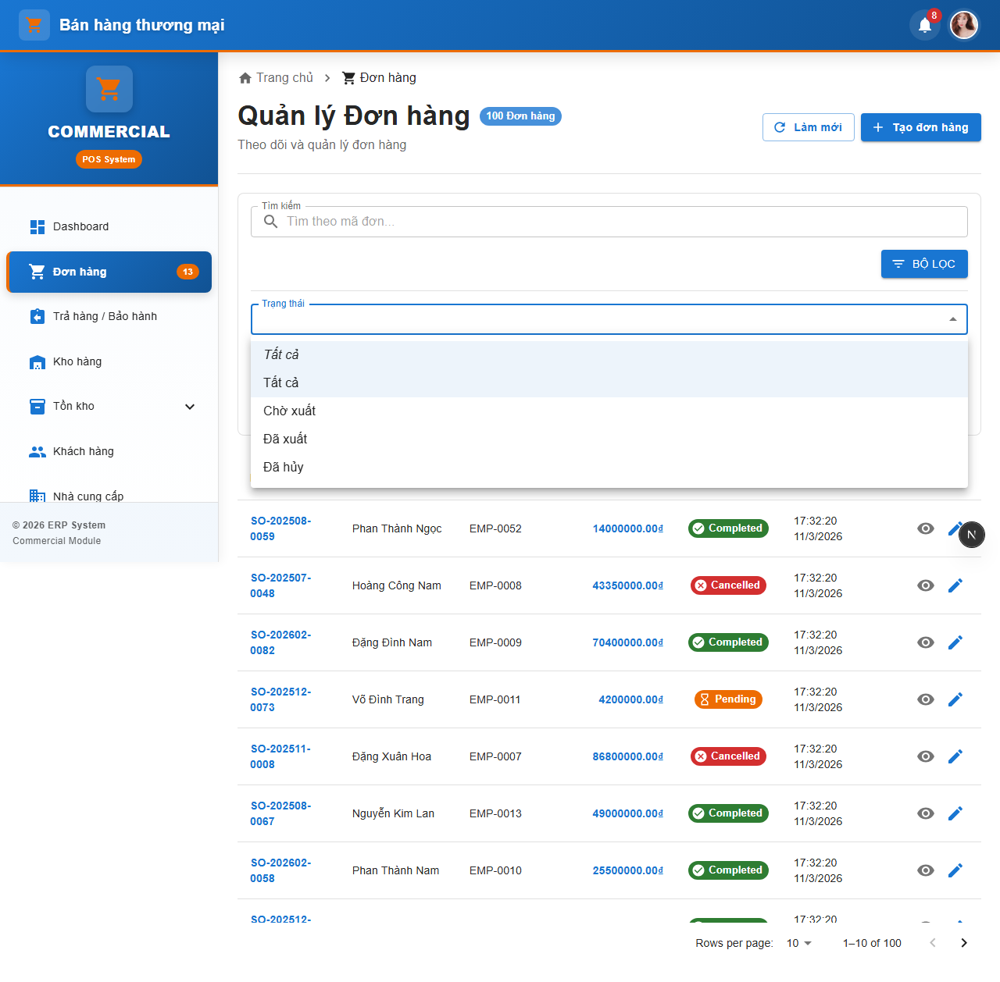 Bán hàng thương mại
8
COMMERCIAL
POS System
Dashboard
Đơn hàng
13
Trả hàng / Bảo hành
Kho hàng
Tồn kho
Khách hàng
Nhà cung cấp
© 2026 ERP System
Commercial Module
Trang chủ
Đơn hàng
Quản lý Đơn hàng
100 Đơn hàng
Theo dõi và quản lý đơn hàng
Làm mới
Tạo đơn hàng
Tìm kiếm
Tìm theo mã đơn...
BỘ LỌC
Trạng thái
Tất cả
Tất cả
Chờ xuất
Đã xuất
Đã hủy
SO-202508-
0059
Phan Thành Ngọc
EMP-0052
14000000.00₫
Completed
17:32:20
11/3/2026
N
SO-202507-
0048
Hoàng Công Nam
EMP-0008
43350000.00₫
Cancelled
17:32:20
11/3/2026
SO-202602-
0082
Đặng Đình Nam
EMP-0009
70400000.00₫
Completed
17:32:20
11/3/2026
SO-202512-
0073
Võ Đình Trang
EMP-0011
4200000.00₫
Pending
17:32:20
11/3/2026
SO-202511-
0008
Đặng Xuân Hoa
EMP-0007
86800000.00₫
Cancelled
17:32:20
11/3/2026
SO-202508-
0067
Nguyễn Kim Lan
EMP-0013
49000000.00₫
Completed
17:32:20
11/3/2026
SO-202602-
0058
Phan Thành Nam
EMP-0010
25500000.00₫
Completed
17:32:20
11/3/2026
SO-202512-
17:32:20
Rows per page:
10
1–10 of 100